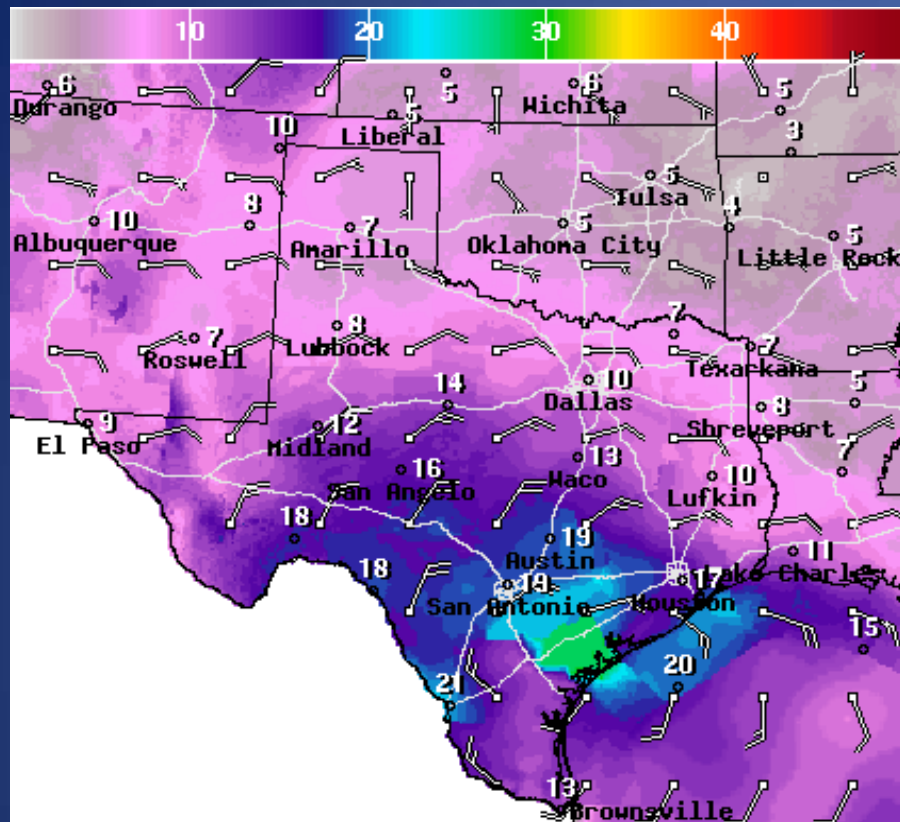 10 20 30 40
6 5 6 5
Durango Wichita
5
Liberal
10 3
Tulsa
10 8 7 5 4 5
Albuquerque Amarillo Oklahoma City Little Rock
7 8 7 7
Roswell Lubbock Texarkana
10
Dallas
14 8 5
9 12 Shreveport
El Paso Midland
13 7
16 Waco 10
San Angelo Lufkin
18 19 11
Austin
18 19 17 Lake Charles
San Antonio Houston
15
21 20
13
Brownsville